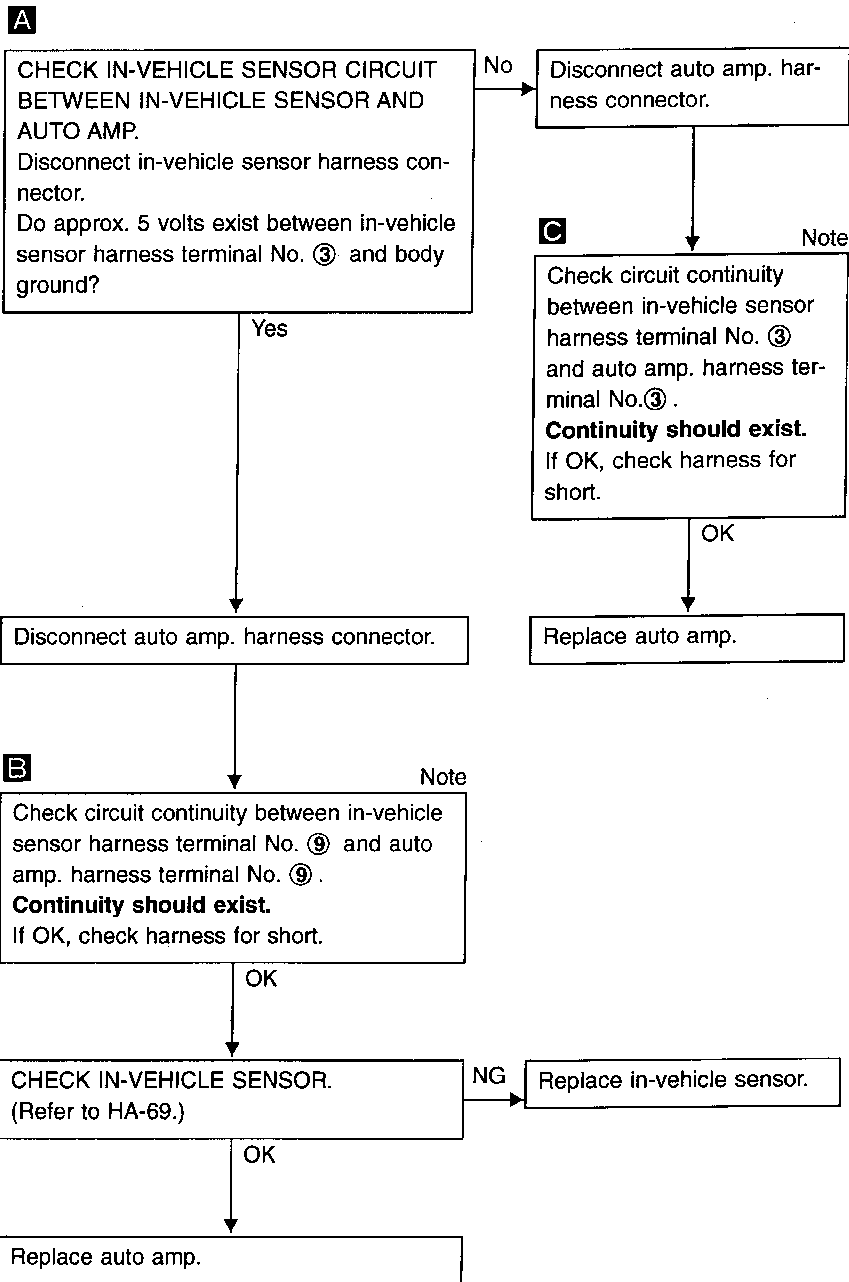 A
CHECK IN-VEHICLE SENSOR CIRCUIT
BETWEEN IN-VEHICLE SENSOR AND
AUTO AMP.
Disconnect in-vehicle sensor harness con-
nector.
Do approx. 5 volts exist between in-vehicle
sensor harness terminal No. ③ and body
ground?
No
Disconnect auto amp. har-
ness connector.
C
Note
Check circuit continuity
between in-vehicle sensor
harness terminal No. ③
and auto amp. harness ter-
minal No.③ .
Continuity should exist.
If OK, check harness for
short.
OK
Replace auto amp.
Yes
Disconnect auto amp. harness connector.
B
Note
Check circuit continuity between in-vehicle
sensor harness terminal No. ⑨ and auto
amp. harness terminal No. ⑨ .
Continuity should exist.
If OK, check harness for short.
OK
CHECK IN-VEHICLE SENSOR.
(Refer to HA-69.)
NG
Replace in-vehicle sensor.
OK
Replace auto amp.